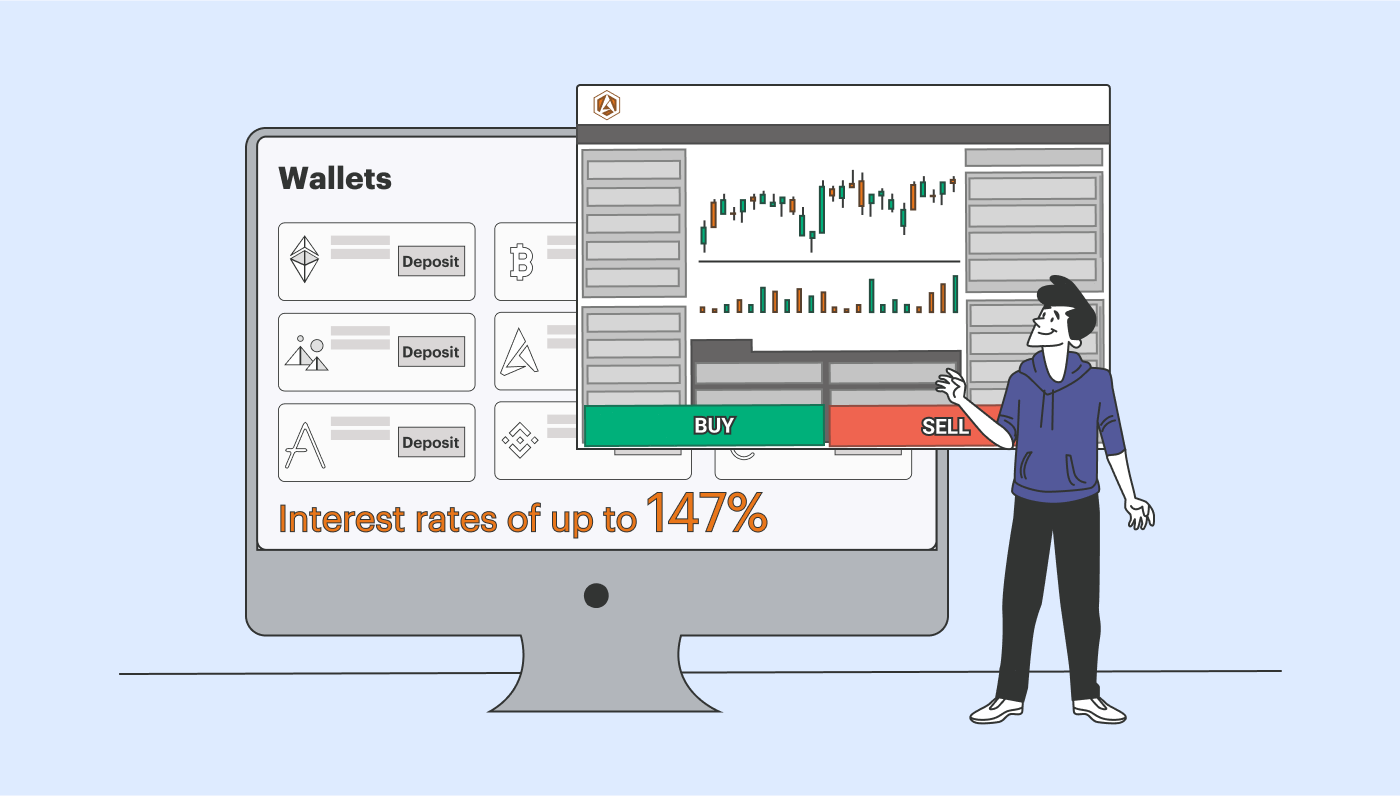 Wallets
Deposit
Deposit
Deposit
BUY
SELL
Interest rates of up to 147%